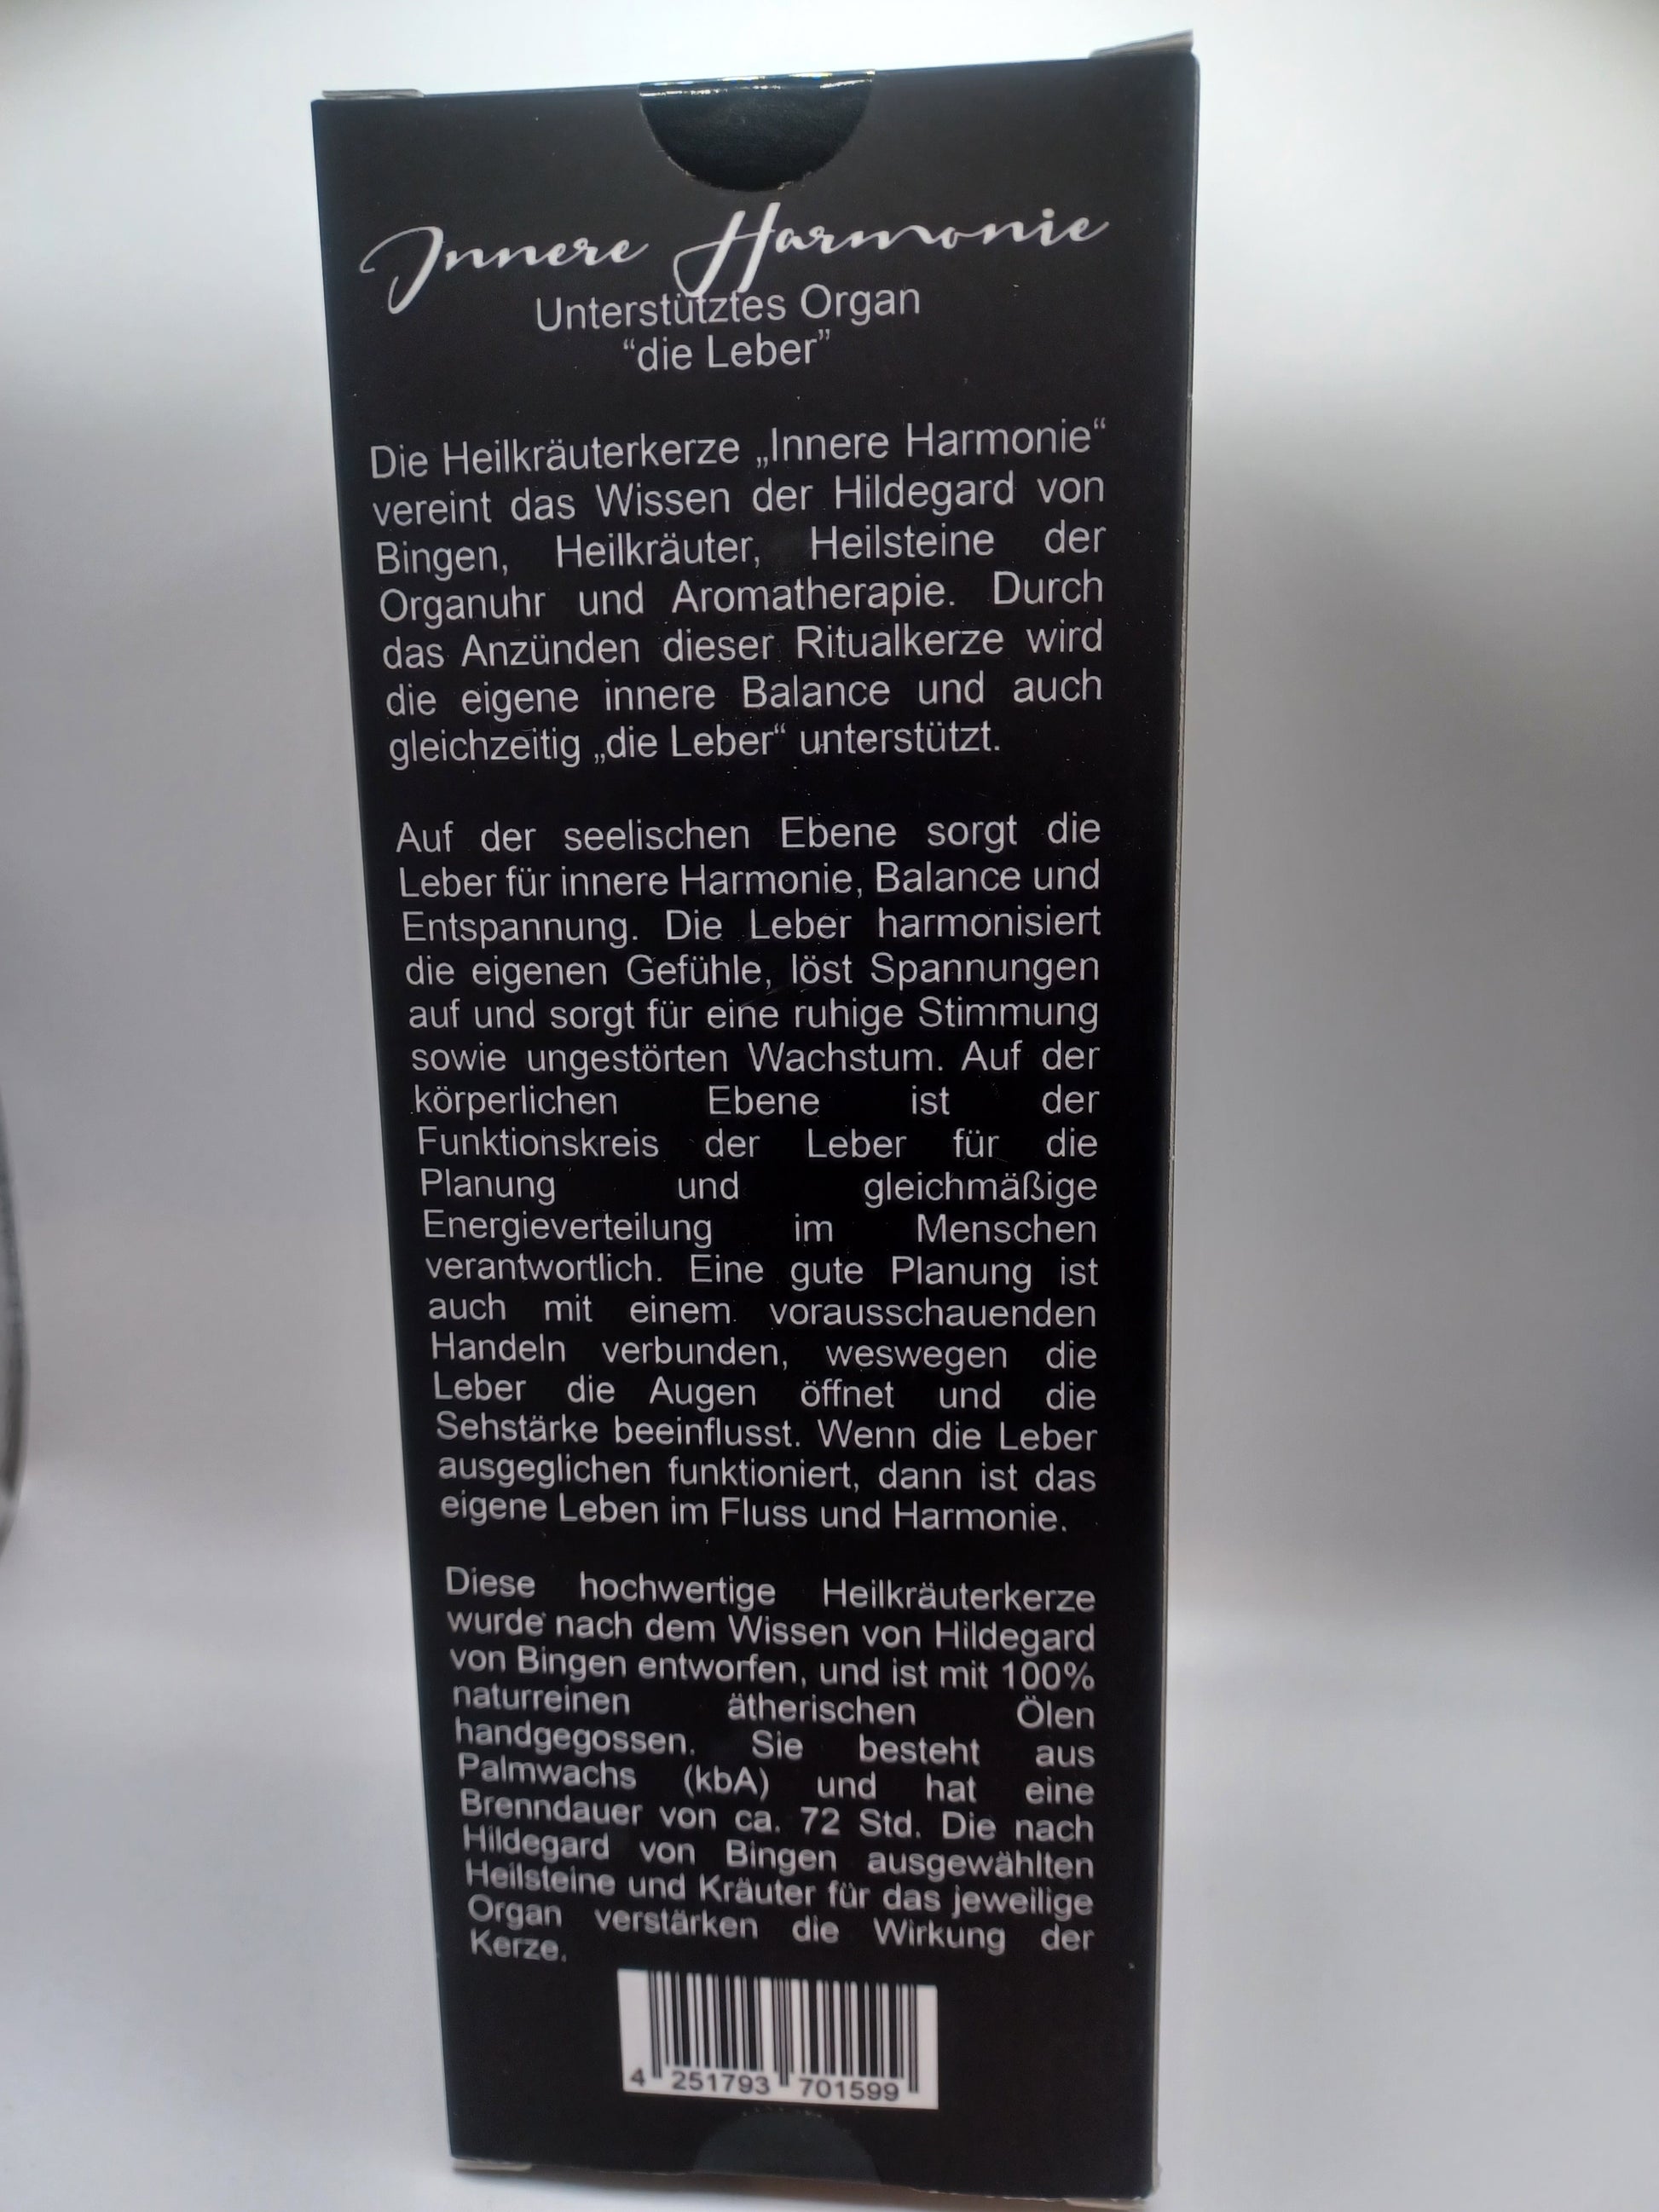 Innere Harmonie
Unterstütztes Organ
“die Leber”
Die Heilkräuterkerze „Innere Harmonie“
vereint das Wissen der Hildegard von
Bingen, Heilkräuter, Heilsteine der
Organuhr und Aromatherapie. Durch
das Anzünden dieser Ritualkerze wird
die eigene innere Balance und auch
gleichzeitig „die Leber“ unterstützt.
Auf der seelischen Ebene sorgt die
Leber für innere Harmonie, Balance und
Entspannung. Die Leber harmonisiert
die eigenen Gefühle, löst Spannungen
auf und sorgt für eine ruhige Stimmung
sowie ungestörten Wachstum. Auf der
körperlichen Ebene ist der
Funktionskreis der Leber für die
Planung und gleichmäßige
Energieverteilung im Menschen
verantwortlich. Eine gute Planung ist
auch mit einem vorausschauenden
Handeln verbunden, weswegen die
Leber die Augen öffnet und die
Sehstärke beeinflusst. Wenn die Leber
ausgeglichen funktioniert, dann ist das
eigene Leben im Fluss und Harmonie.
Diese hochwertige Heilkräuterkerze
wurde nach dem Wissen von Hildegard
von Bingen entworfen, und ist mit 100%
naturreinen ätherischen Ölen
handgegossen. Sie besteht aus
Palmwachs (kbA) und hat eine
Brenndauer von ca. 72 Std. Die nach
Hildegard von Bingen ausgewählten
Heilsteine und Kräuter für das jeweilige
Organ verstärken die Wirkung der
Kerze.
4 251793 701599